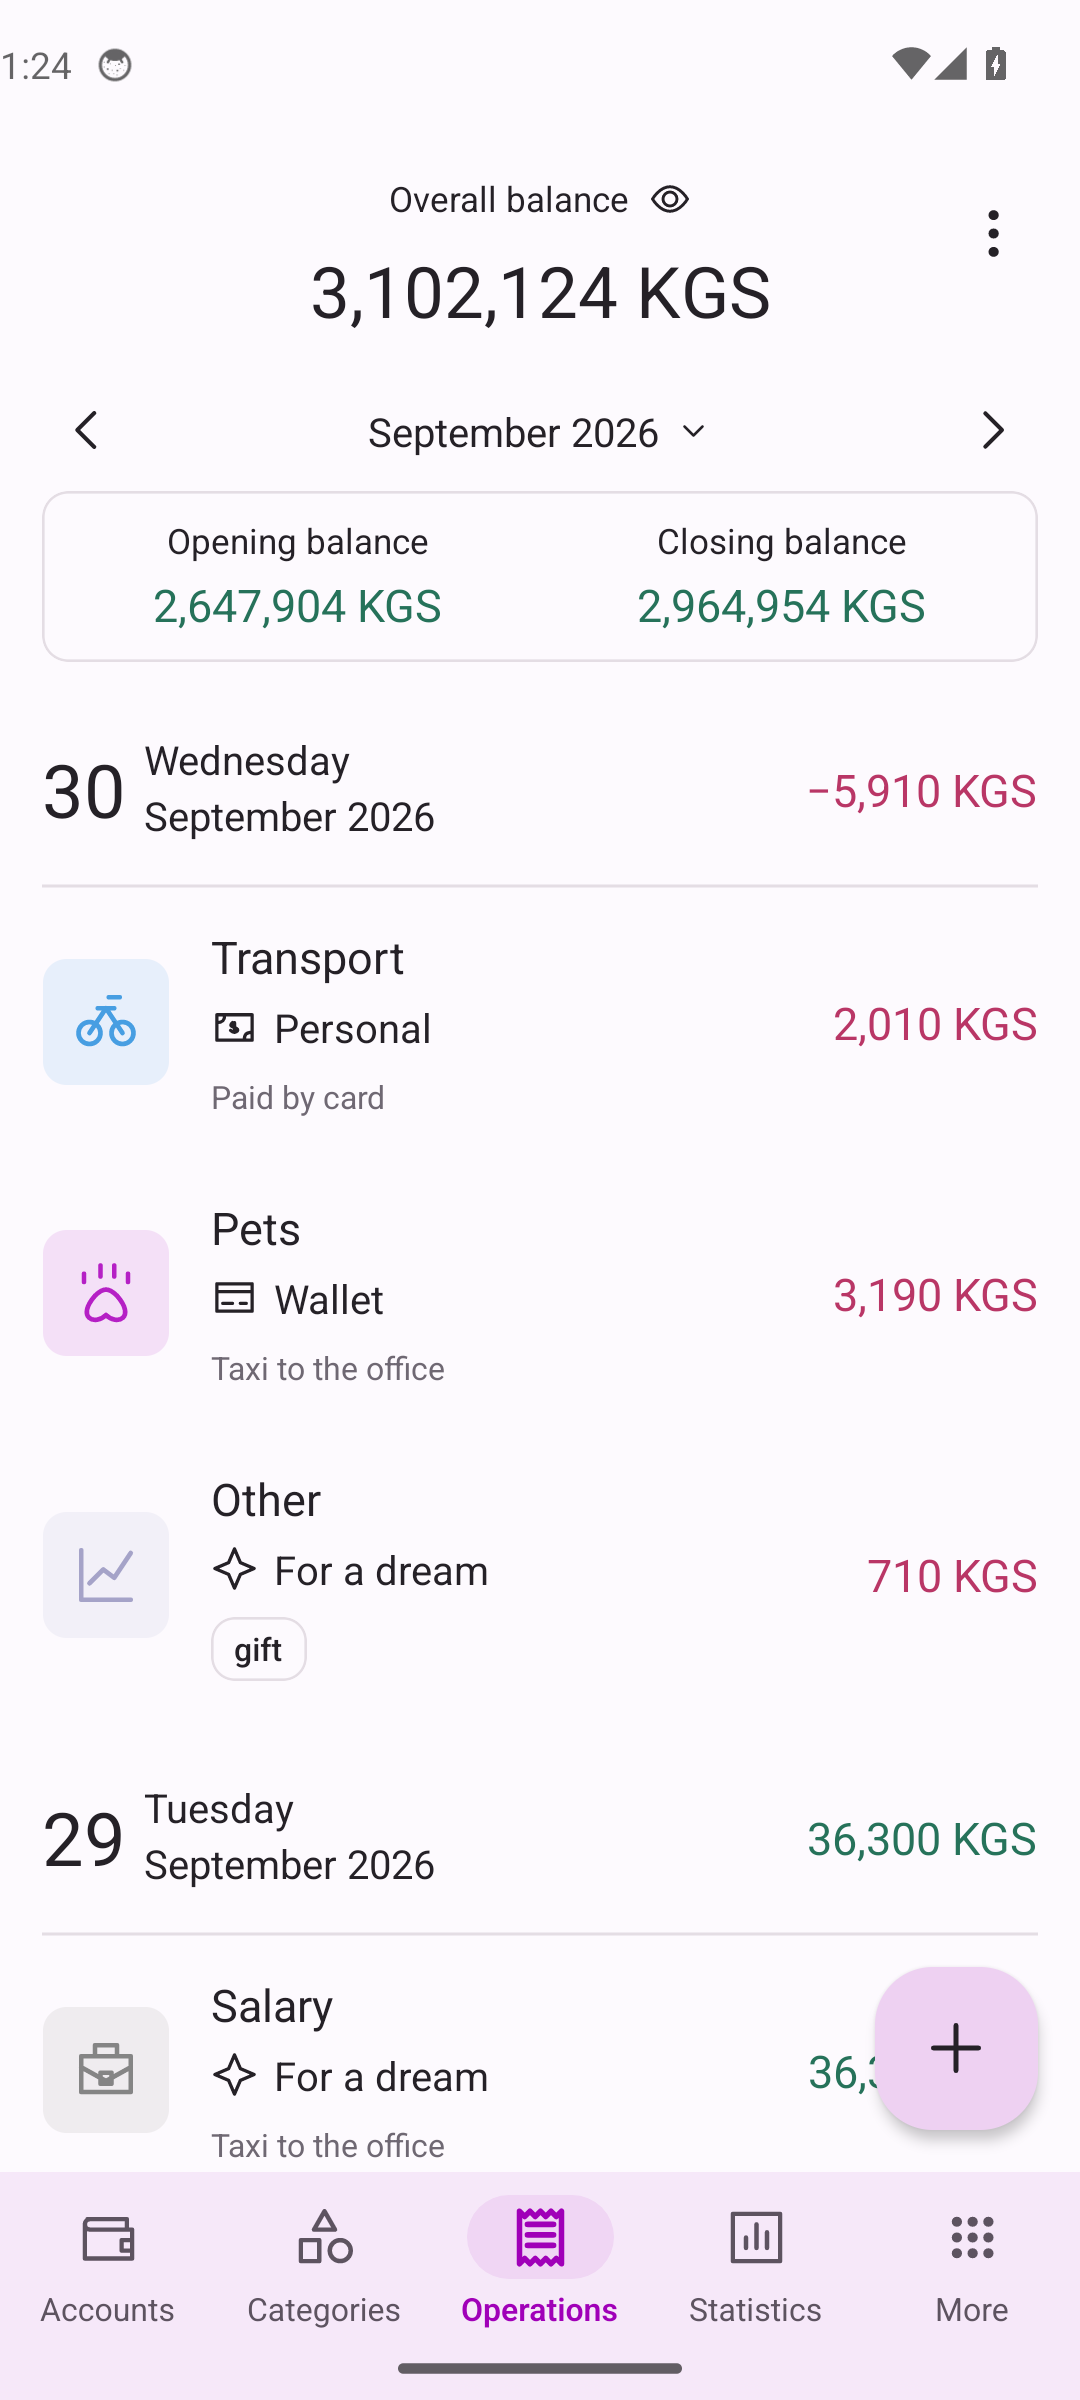 1:24
Overall balance
3,102,124 KGS
September 2026
Opening balance
Closing balance
2,647,904 KGS
2,964,954 KGS
30
Wednesday
September 2026
−5,910 KGS
Transport
Personal
2,010 KGS
Paid by card
Pets
Wallet
3,190 KGS
Taxi to the office
Other
For a dream
710 KGS
gift
29
Tuesday
September 2026
36,300 KGS
Salary
For a dream
Taxi to the office
Accounts
Categories
Operations
Statistics
More